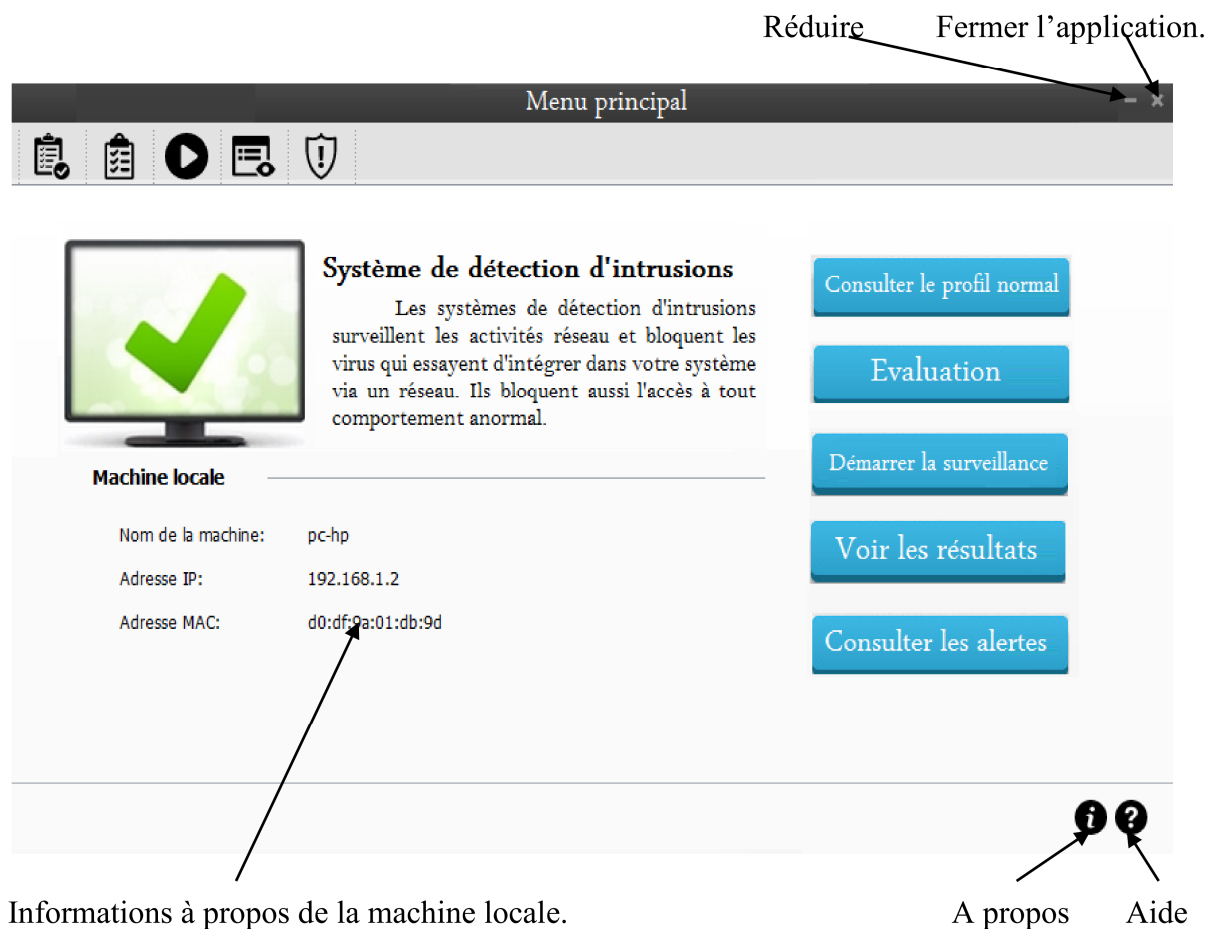 Réduire Fermer l’application.
Menu principal
Système de détection d'intrusions
Les systèmes de détection d'intrusions
surveillent les activités réseau et bloquent les
virus qui essayent d'intégrer dans votre système
via un réseau. Ils bloquent aussi l'accès à tout
comportement anormal.
Machine locale
Nom de la machine: pc-hp
Adresse IP: 192.168.1.2
Adresse MAC: d0:df:9a:01:db:9d
Consulter le profil normal
Evaluation
Démarrer la surveillance
Voir les résultats
Consulter les alertes
Informations à propos de la machine locale.
A propos Aide